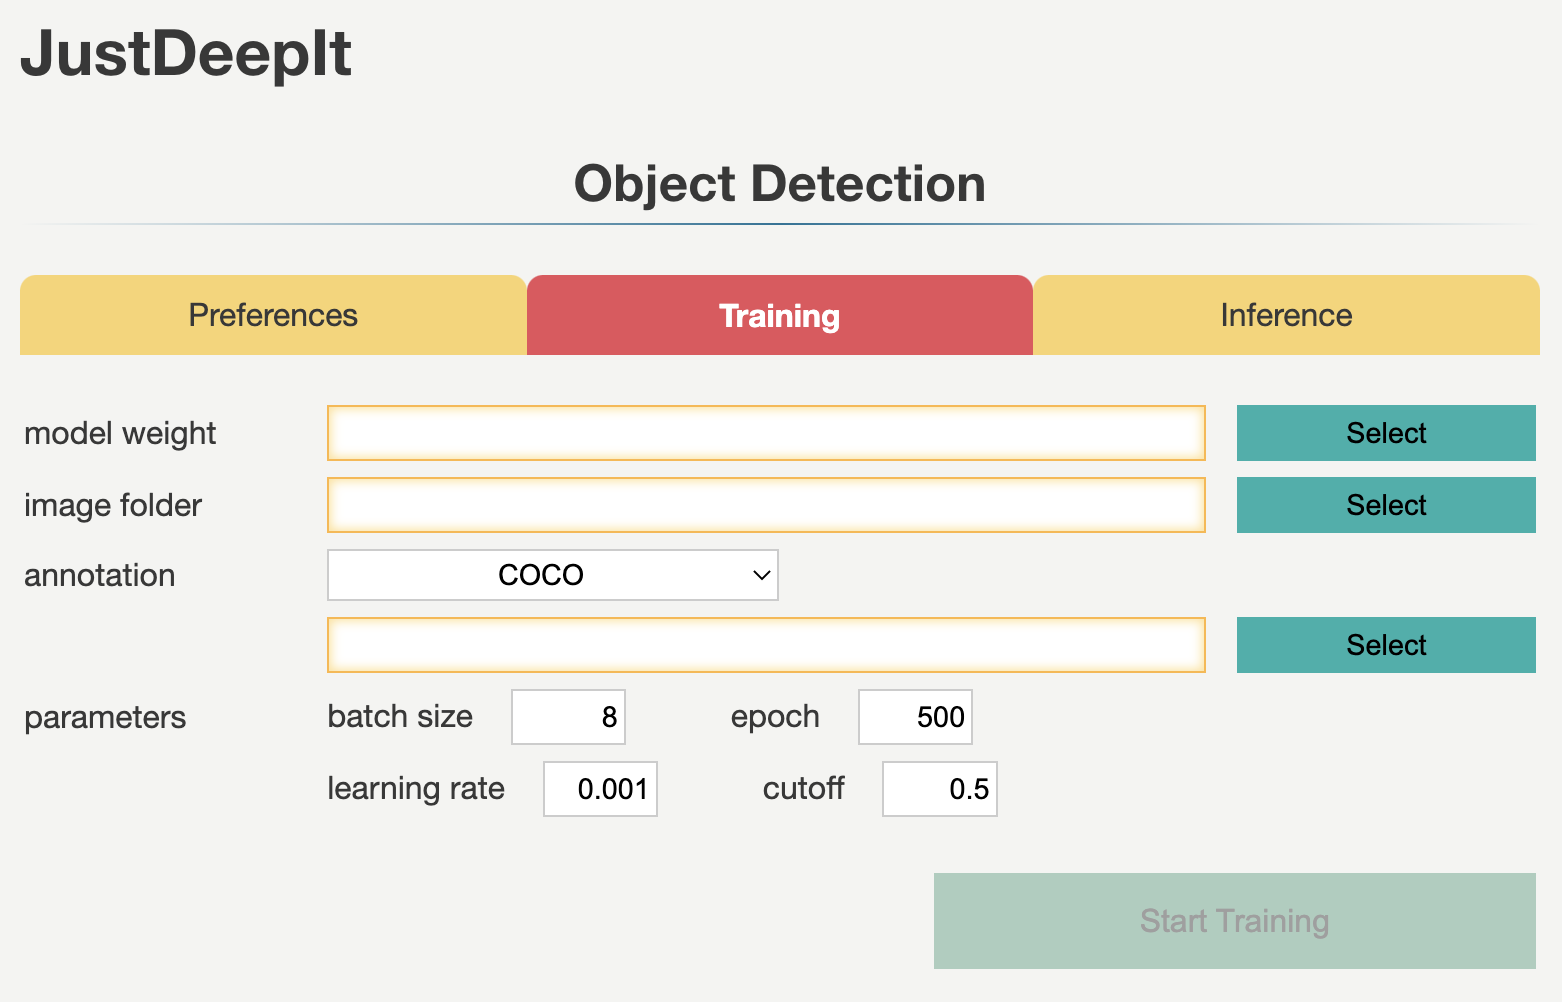 JustDeepIt
Object Detection
Preferences Training Inference
model weight Select
image folder Select
annotation COCO
Select
parameters batch size 8 epoch 500
learning rate 0.001 cutoff 0.5
Start Training